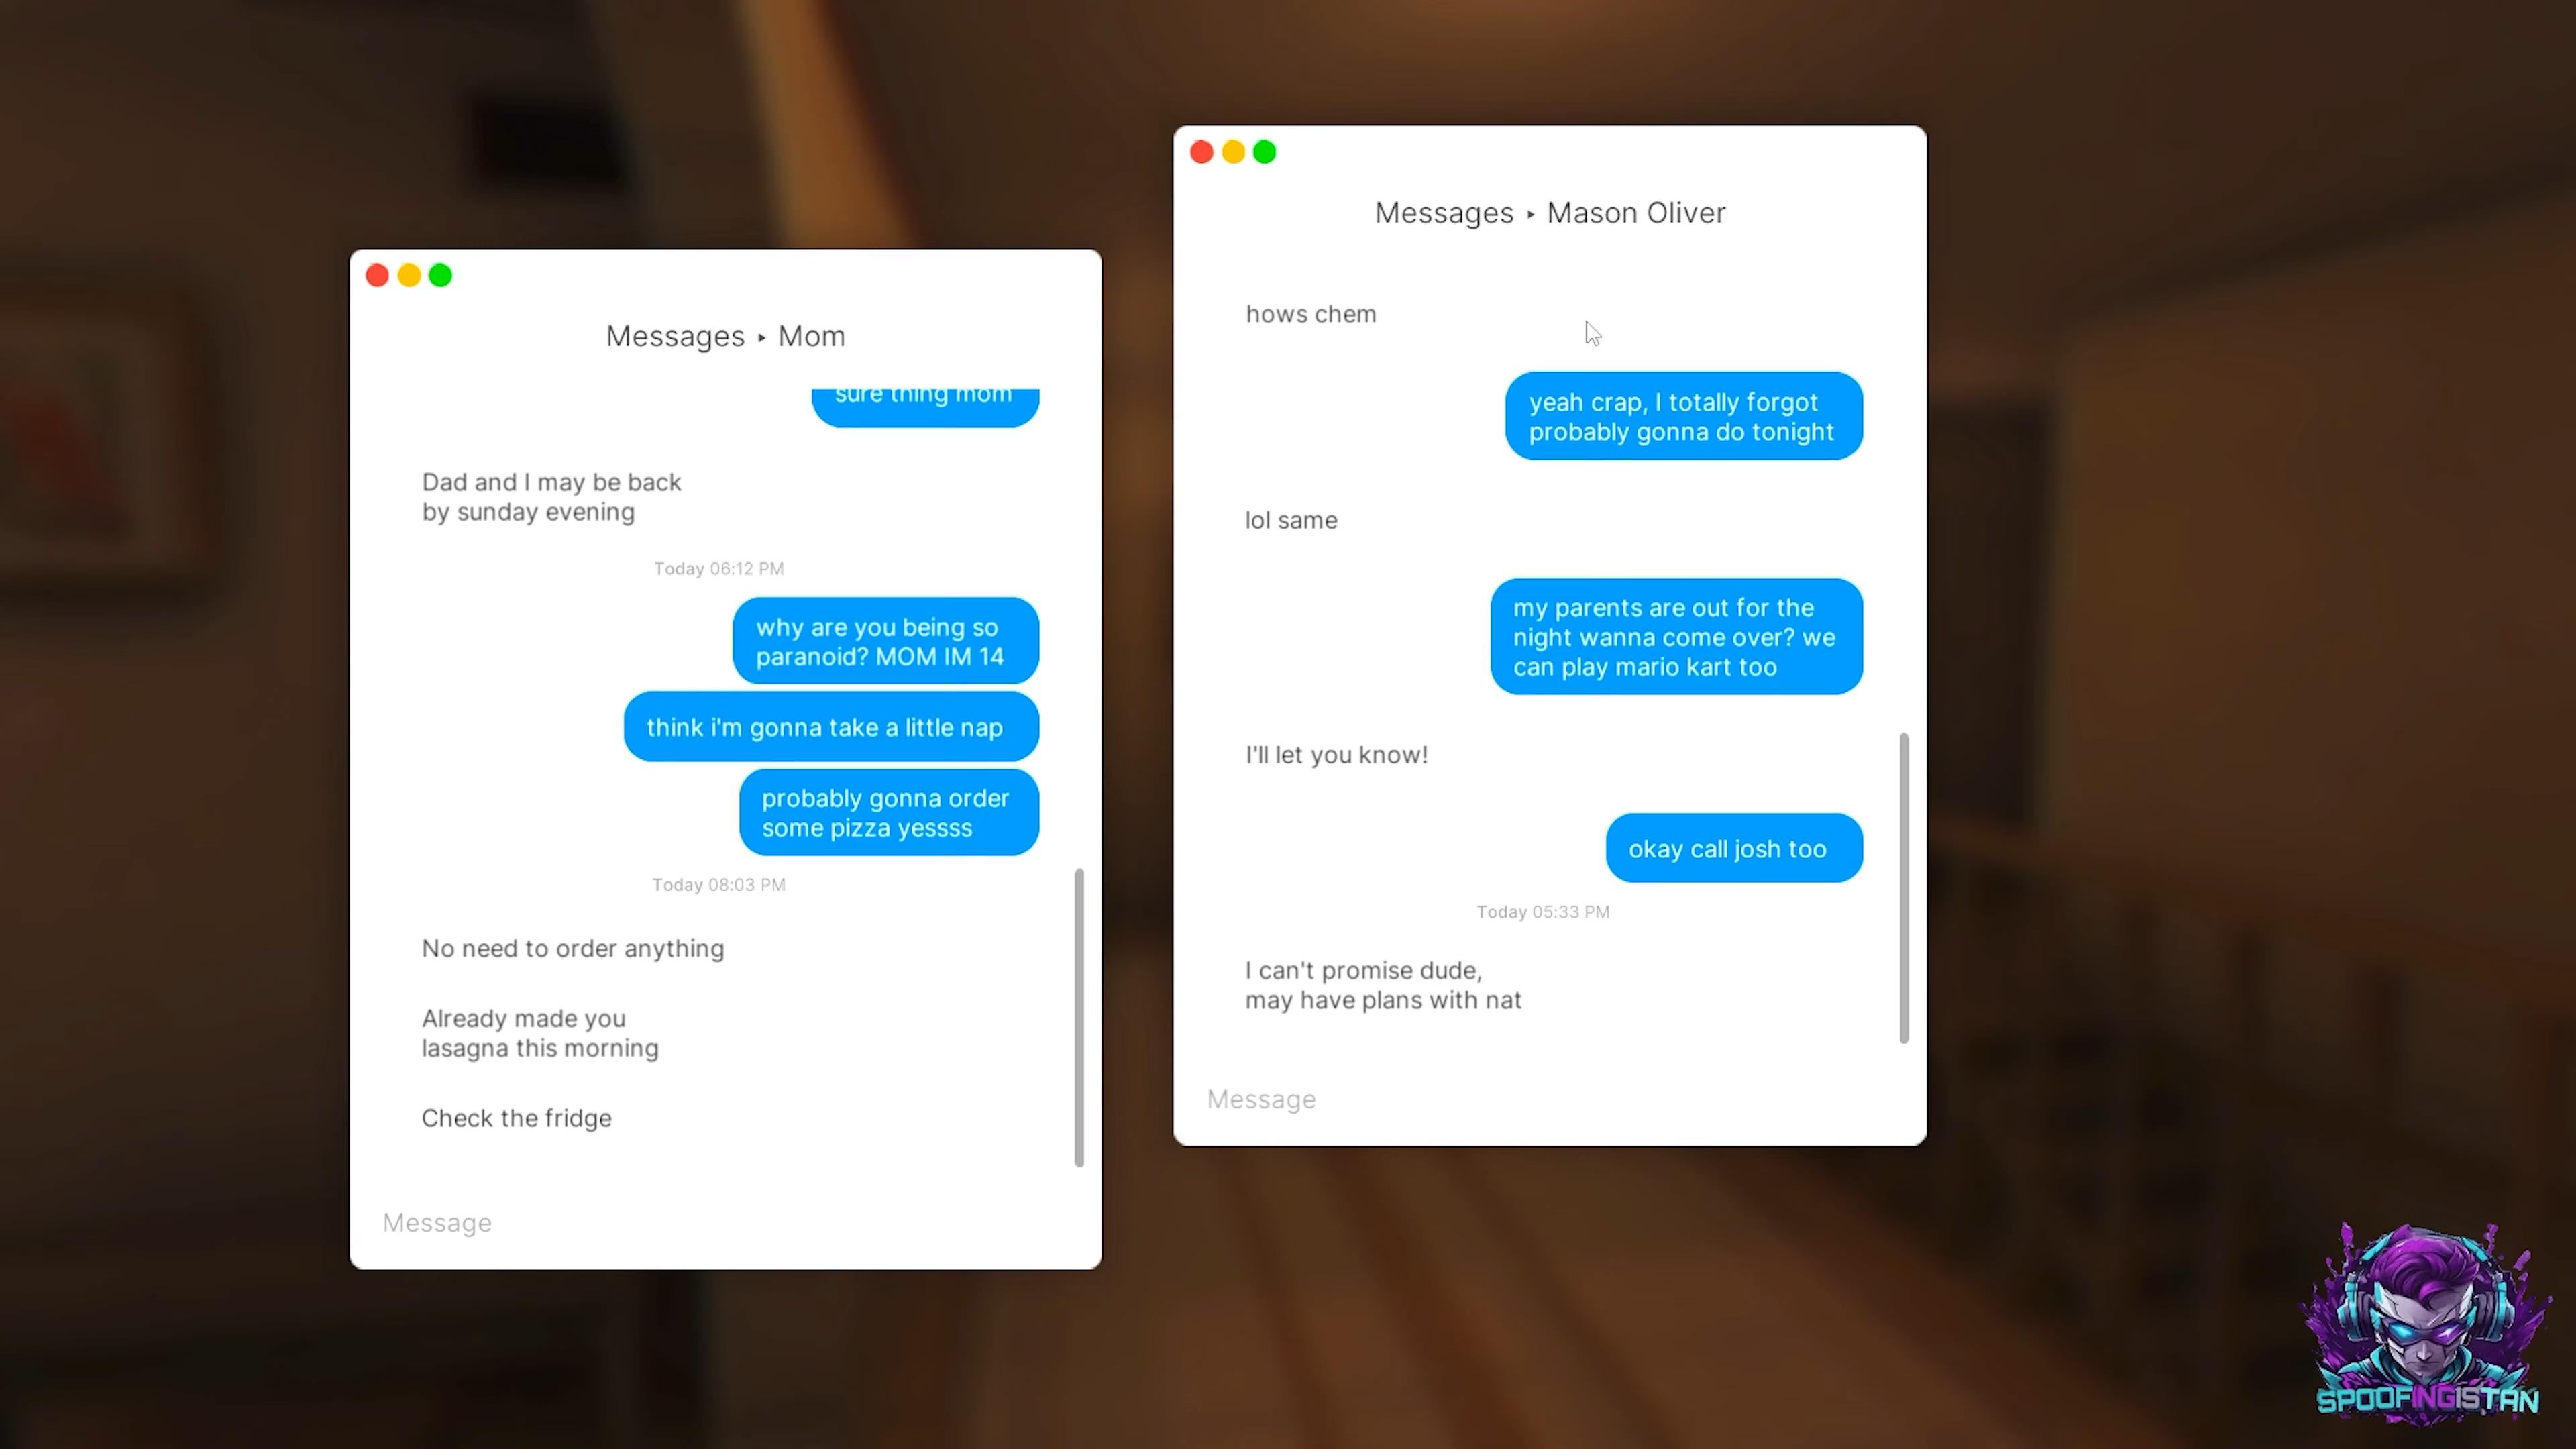 Messages ▸ Mom
sure thing mom
Dad and I may be back
by sunday evening
Today 06:12 PM
why are you being so
paranoid? MOM IM 14
think i'm gonna take a little nap
probably gonna order
some pizza yessss
Today 08:03 PM
No need to order anything
Already made you
lasagna this morning
Check the fridge
Message
Messages ▸ Mason Oliver
hows chem
yeah crap, I totally forgot
probably gonna do tonight
lol same
my parents are out for the
night wanna come over? we
can play mario kart too
I'll let you know!
okay call josh too
Today 05:33 PM
I can't promise dude,
may have plans with nat
Message
SPOOFINGISTAN